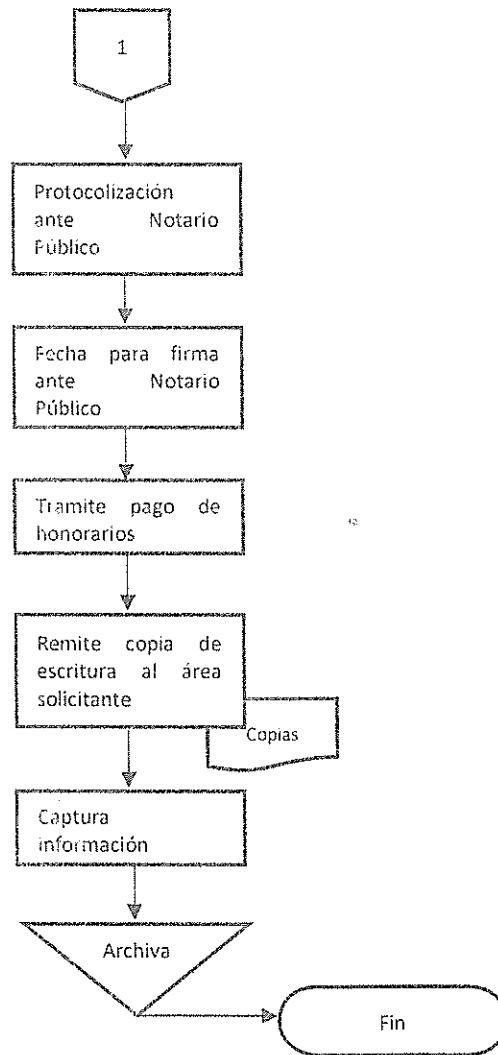 1
Protocolización
ante Notario
Público
Fecha para firma
ante Notario
Público
Tramite pago de
honorarios
Remite copia de
escritura al área
solicitante
Copias
Captura
información
Archiva
Fin